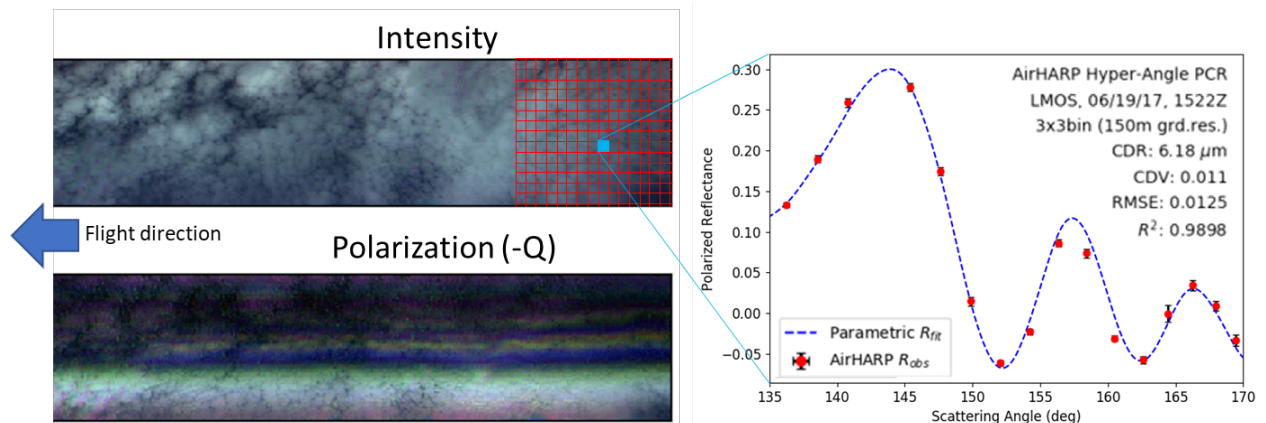 Intensity
Flight direction
Polarization (-Q)
Polarized Reflectance
0.30
0.25
0.20
0.15
0.10
0.05
0.00
−0.05
AirHARP Hyper-Angle PCR
LMOS, 06/19/17, 1522Z
3x3bin (150m grd.res.)
CDR: 6.18 μm
CDV: 0.011
RMSE: 0.0125
R²: 0.9898
Parametric R_fit
AirHARP R_obs
135 140 145 150 155 160 165 170
Scattering Angle (deg)